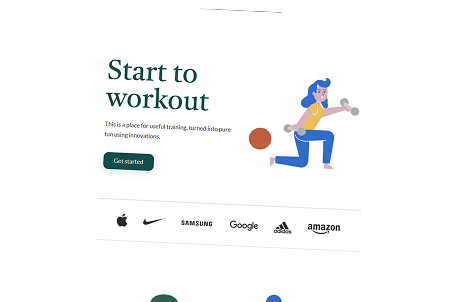 Start to
workout
This is a place for useful training, turned into pure
fun using innovations.
Get started
SAMSUNG Google adidas amazon